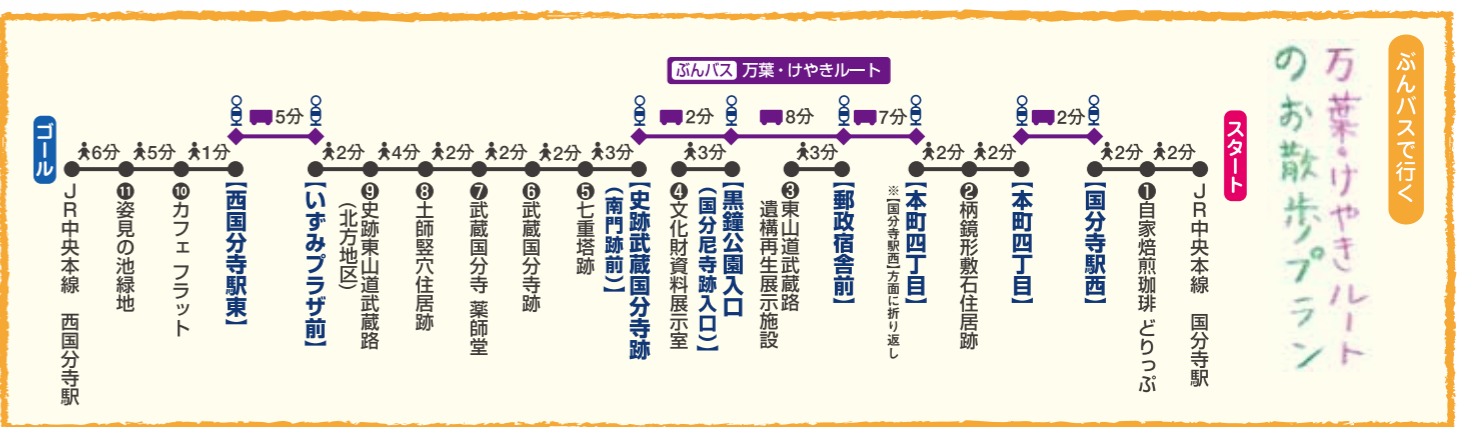 ぶんバスで行く
万葉・けやきルート
のお散歩プラン
ぶんバス 万葉・けやきルート
スタート
JR中央本線 国分寺駅
2分
❶自家焙煎珈琲 どりっぷ
2分
【国分寺駅西】
2分
【本町四丁目】
2分
❷柄鏡形敷石住居跡
2分
【本町四丁目】
※【国分寺駅西】方面に折り返し
7分
【郵政宿舎前】
3分
❸東山道武蔵路
遺構再生展示施設
8分
【黒鐘公園入口
(国分尼寺跡入口)】
3分
❹文化財資料展示室
2分
【史跡武蔵国分寺跡
(南門跡前)】
3分
❺七重塔跡
2分
❻武蔵国分寺跡
2分
❼武蔵国分寺 薬師堂
2分
❽土師竪穴住居跡
4分
❾史跡東山道武蔵路
(北方地区)
2分
【いずみプラザ前】
5分
【西国分寺駅東】
1分
❿カフェ フラット
5分
⓫姿見の池緑地
6分
JR中央本線 西国分寺駅
ゴール